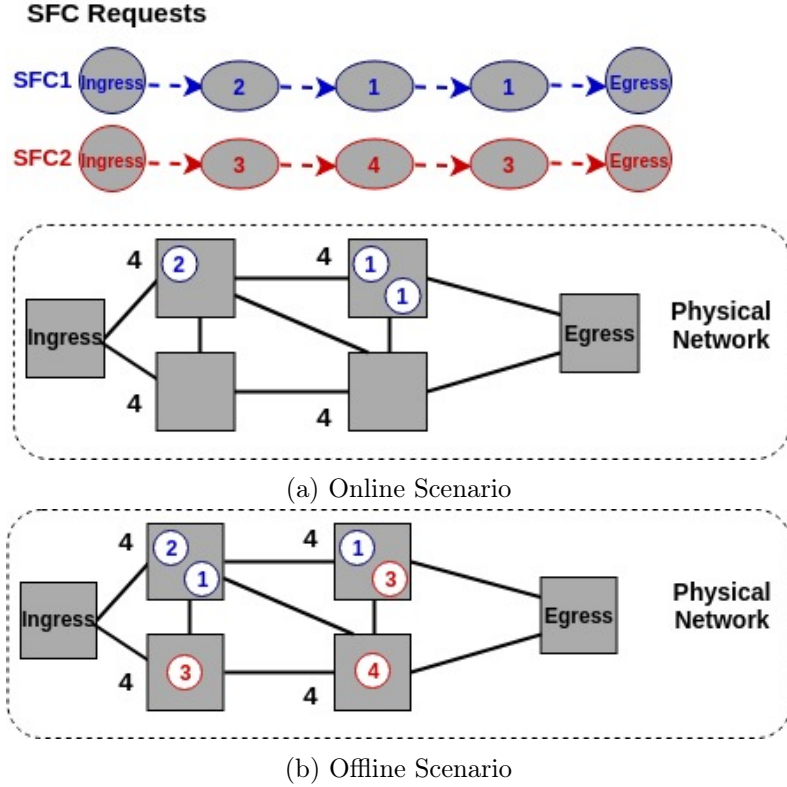 SFC Requests
SFC1 Ingress 2 1 1 Egress
SFC2 Ingress 3 4 3 Egress
4 2 4 1 1
Ingress Egress Physical
Network
4 4
(a) Online Scenario
4 2 1 4 1 3
Ingress Egress Physical
Network
4 3 4 4
(b) Offline Scenario